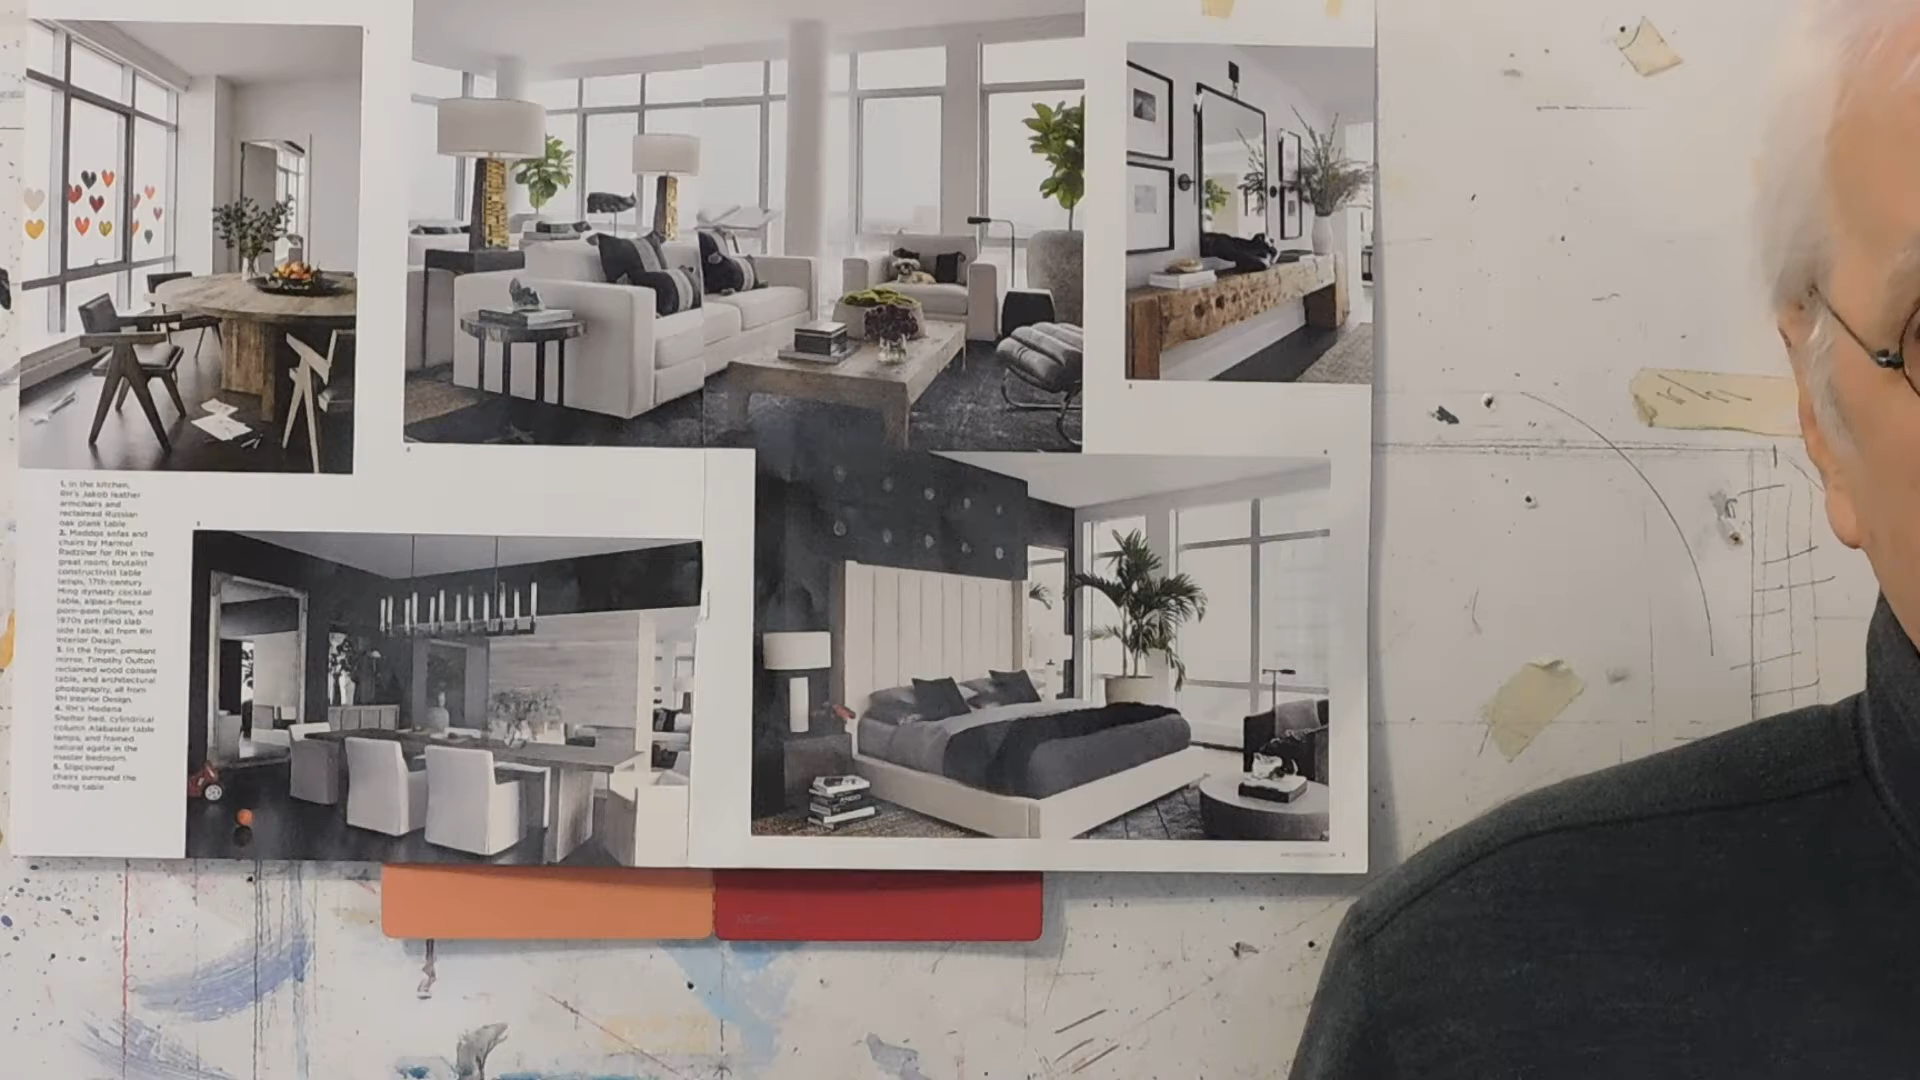 1. In the kitchen,
RH's Jakob leather
armchairs and
reclaimed Russian
oak plank table.
2. Maddox sofas and
chairs by Marmol
Radziner for RH in the
great room; brutalist
constructivist table
lamps, 17th-century
Ming dynasty cocktail
table, alpaca-fleece
pom-pom pillows, and
1970s petrified slab
side table, all from RH
Interior Design.
3. In the foyer, pendant
mirror, Timothy Oulton
reclaimed wood console
table, and architectural
photography, all from
RH Interior Design.
4. RH's Modena
Shelter bed, cylindrical
column Alabaster table
lamps, and framed
natural agate in the
master bedroom.
5. Slipcovered
chairs surround the
dining table.